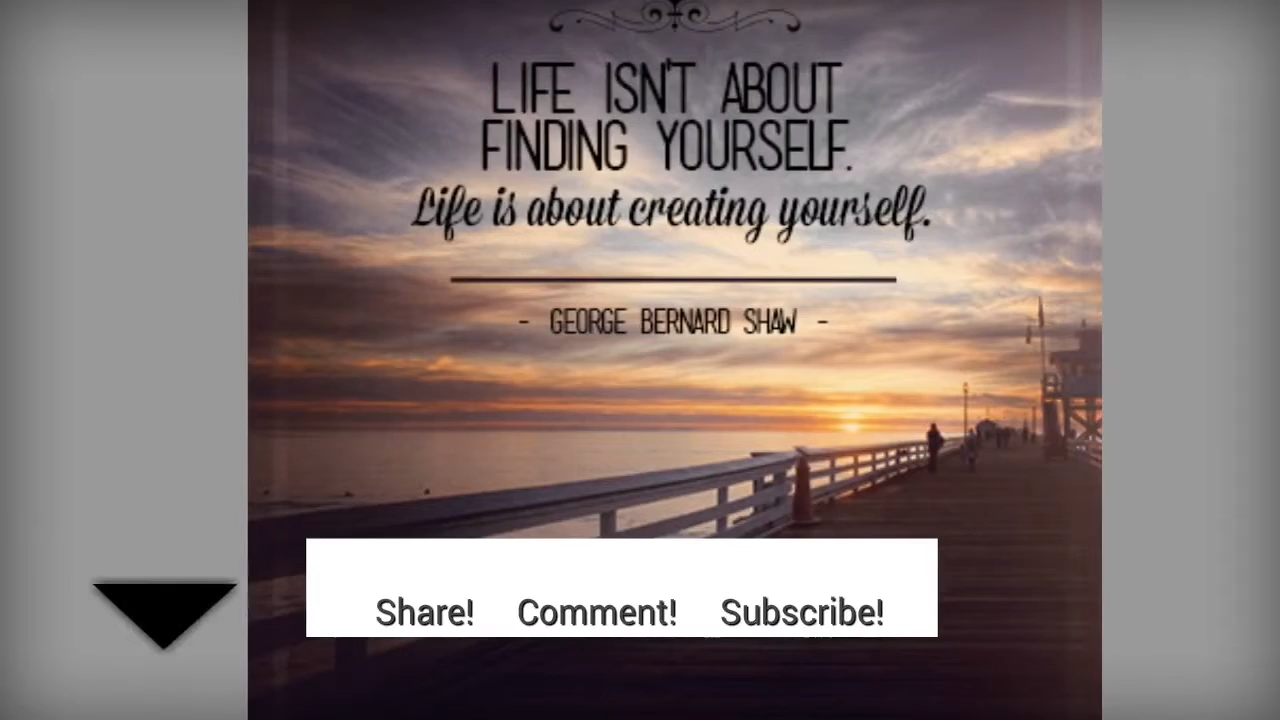 LIFE ISN'T ABOUT
FINDING YOURSELF.
Life is about creating yourself.
- GEORGE BERNARD SHAW -
Share! Comment! Subscribe!